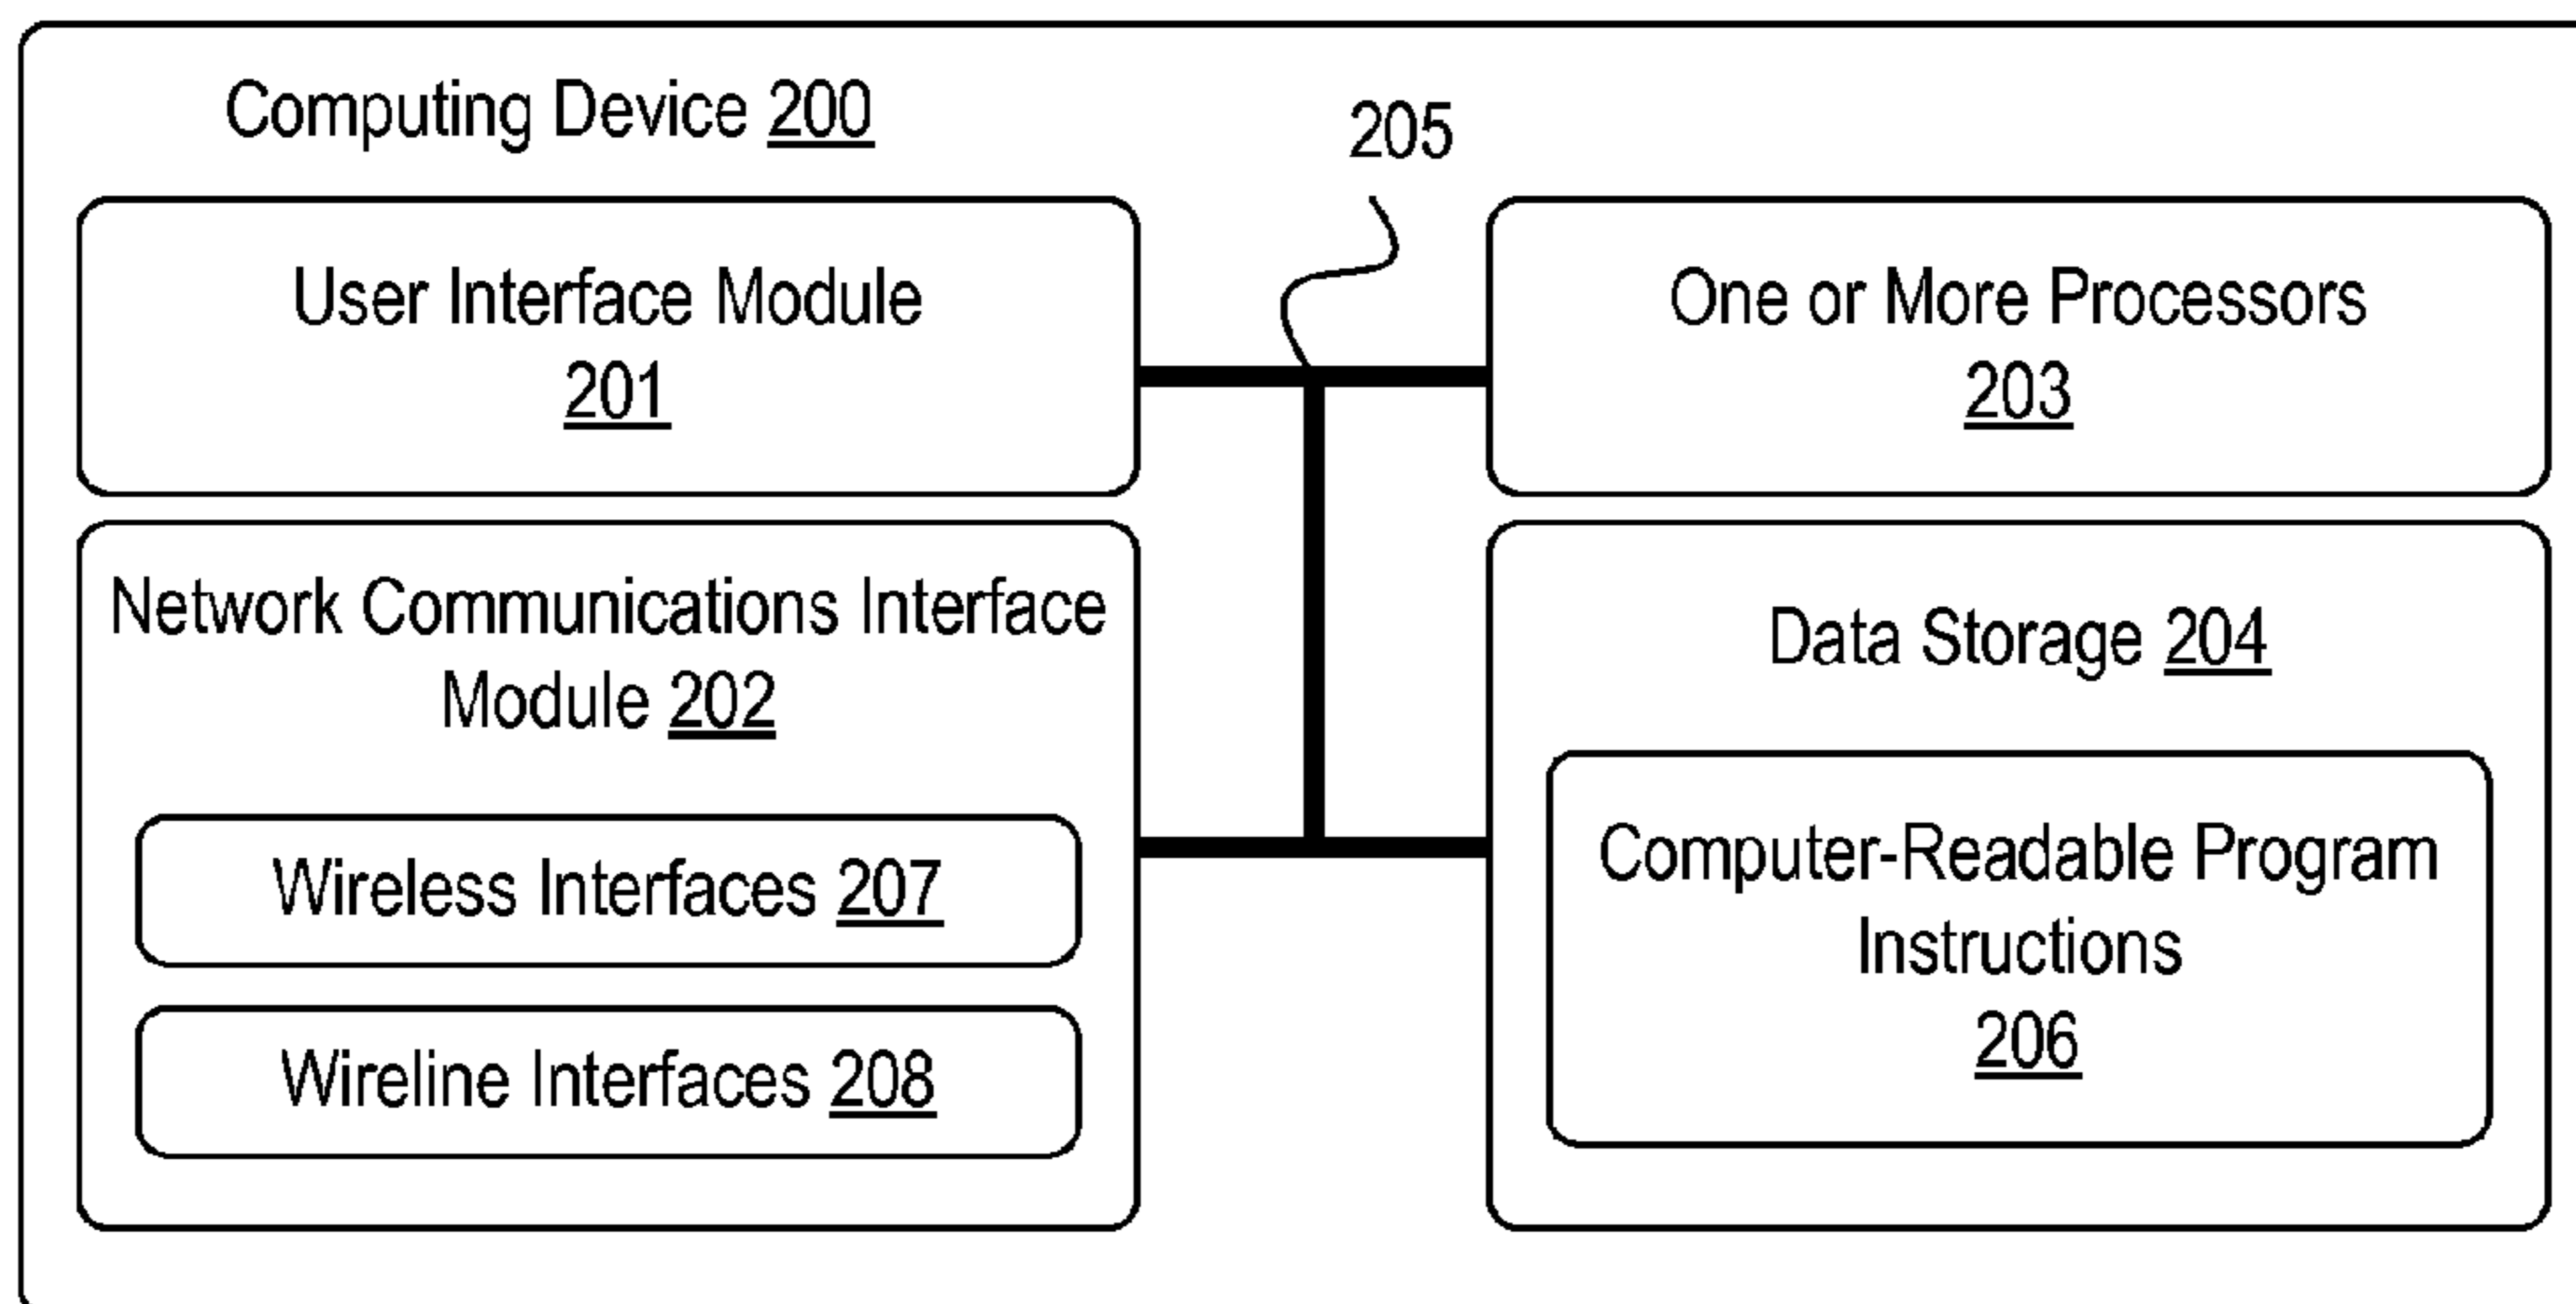 Computing Device 200
205
User Interface Module
201
One or More Processors
203
Network Communications Interface
Module 202
Wireless Interfaces 207
Wireline Interfaces 208
Data Storage 204
Computer-Readable Program
Instructions
206